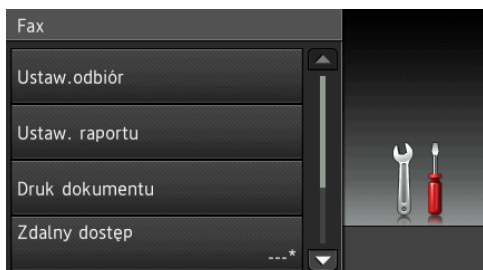 Fax
Ustaw.odbiór
Ustaw. raportu
Druk dokumentu
Zdalny dostęp
---*